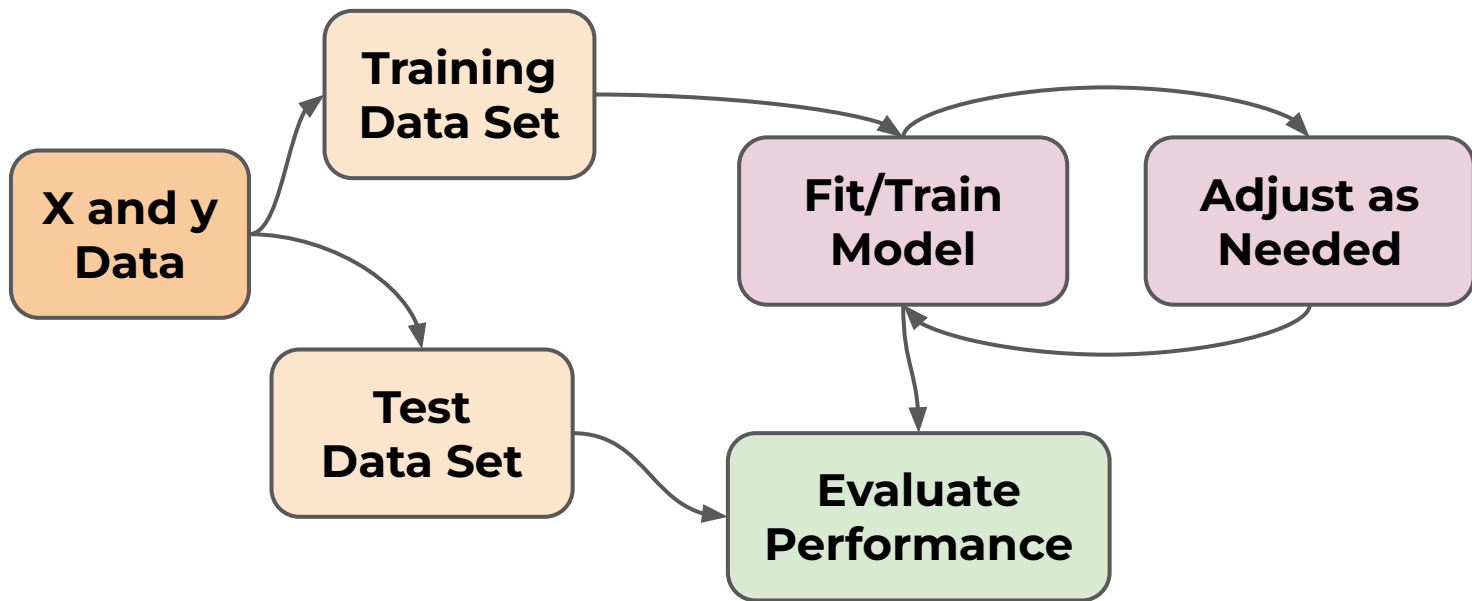 X and y
Data
Training
Data Set
Test
Data Set
Fit/Train
Model
Adjust as
Needed
Evaluate
Performance